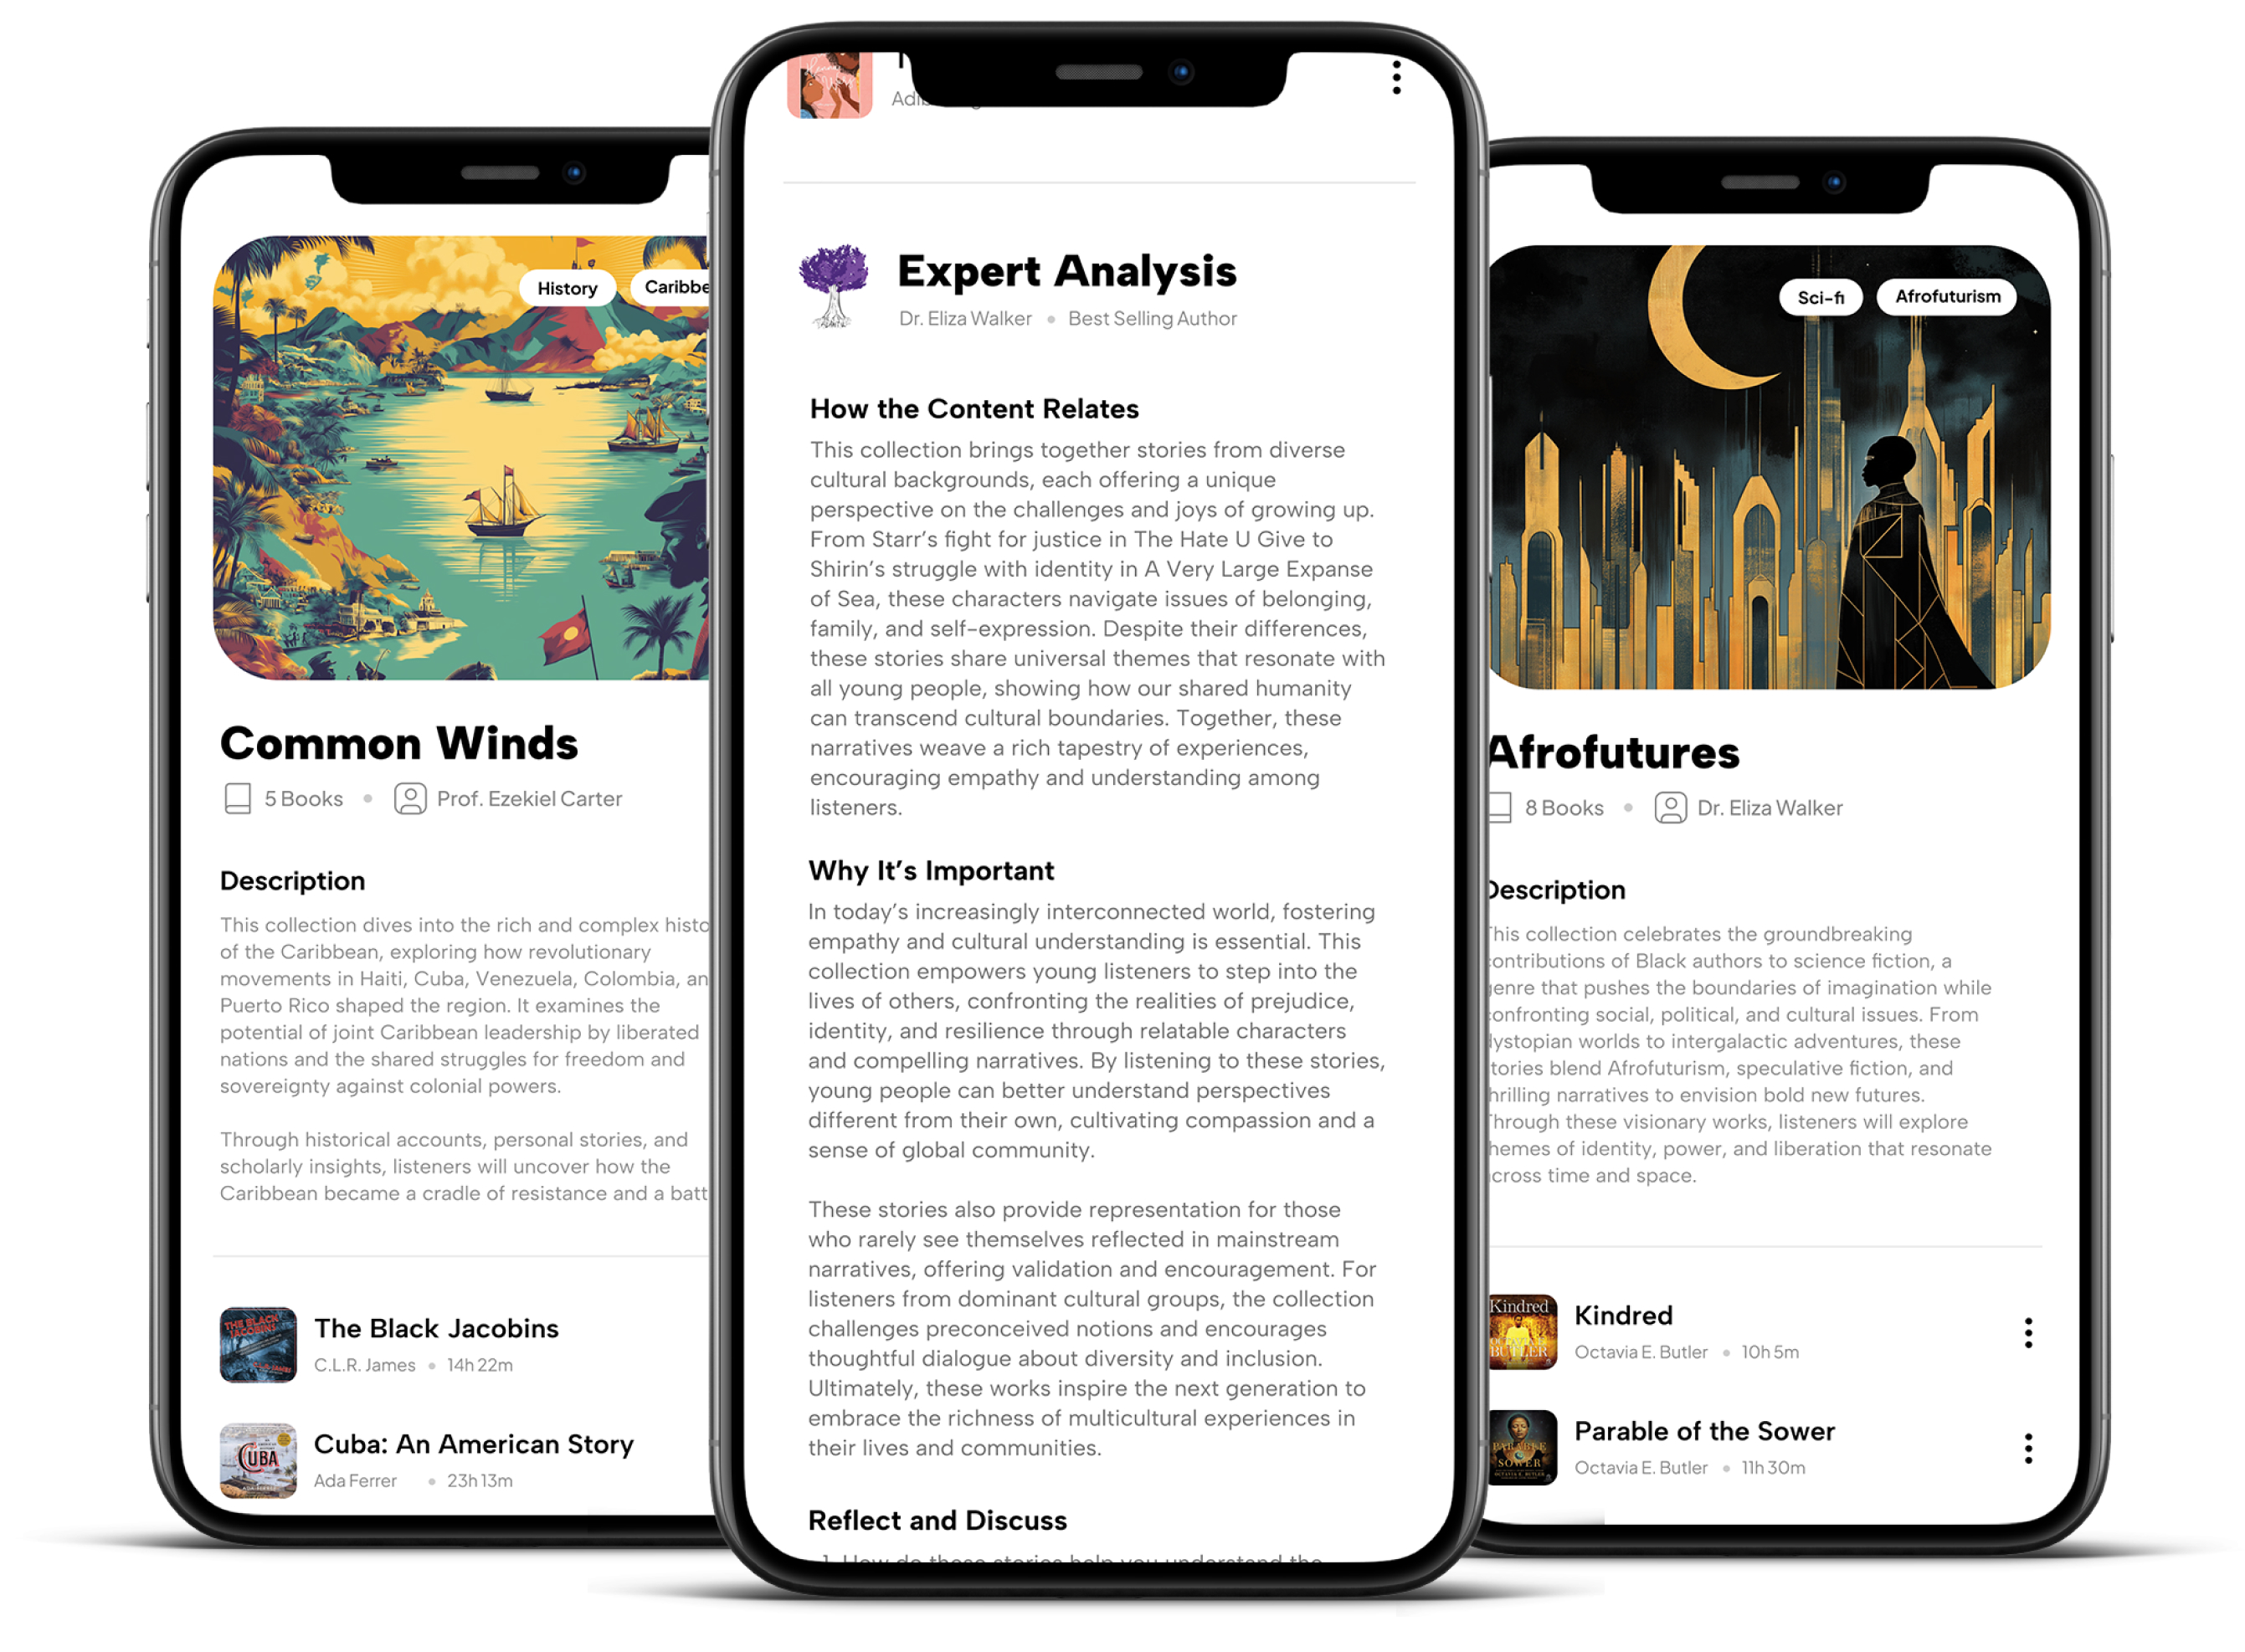 History
Caribbe
Common Winds
5 Books • Prof. Ezekiel Carter
Description
This collection dives into the rich and complex histo
of the Caribbean, exploring how revolutionary
movements in Haiti, Cuba, Venezuela, Colombia, an
Puerto Rico shaped the region. It examines the
potential of joint Caribbean leadership by liberated
nations and the shared struggles for freedom and
sovereignty against colonial powers.
Through historical accounts, personal stories, and
scholarly insights, listeners will uncover how the
Caribbean became a cradle of resistance and a batt
THE BLACK
JACOBINS
The Black Jacobins
C.L.R. James • 14h 22m
CUBA
Cuba: An American Story
Ada Ferrer • 23h 13m
Expert Analysis
Dr. Eliza Walker • Best Selling Author
How the Content Relates
This collection brings together stories from diverse
cultural backgrounds, each offering a unique
perspective on the challenges and joys of growing up.
From Starr’s fight for justice in The Hate U Give to
Shirin’s struggle with identity in A Very Large Expanse
of Sea, these characters navigate issues of belonging,
family, and self-expression. Despite their differences,
these stories share universal themes that resonate with
all young people, showing how our shared humanity
can transcend cultural boundaries. Together, these
narratives weave a rich tapestry of experiences,
encouraging empathy and understanding among
listeners.
Why It’s Important
In today’s increasingly interconnected world, fostering
empathy and cultural understanding is essential. This
collection empowers young listeners to step into the
lives of others, confronting the realities of prejudice,
identity, and resilience through relatable characters
and compelling narratives. By listening to these stories,
young people can better understand perspectives
different from their own, cultivating compassion and a
sense of global community.
These stories also provide representation for those
who rarely see themselves reflected in mainstream
narratives, offering validation and encouragement. For
listeners from dominant cultural groups, the collection
challenges preconceived notions and encourages
thoughtful dialogue about diversity and inclusion.
Ultimately, these works inspire the next generation to
embrace the richness of multicultural experiences in
their lives and communities.
Reflect and Discuss
1. How do these stories help you understand the
Sci-fi
Afrofuturism
Afrofutures
8 Books • Dr. Eliza Walker
Description
This collection celebrates the groundbreaking
contributions of Black authors to science fiction, a
genre that pushes the boundaries of imagination while
confronting social, political, and cultural issues. From
dystopian worlds to intergalactic adventures, these
stories blend Afrofuturism, speculative fiction, and
thrilling narratives to envision bold new futures.
Through these visionary works, listeners will explore
themes of identity, power, and liberation that resonate
across time and space.
Kindred
OCTAVIA E.
BUTLER
Kindred
Octavia E. Butler • 10h 5m
PARABLE
SOWER
Parable of the Sower
Octavia E. Butler • 11h 30m